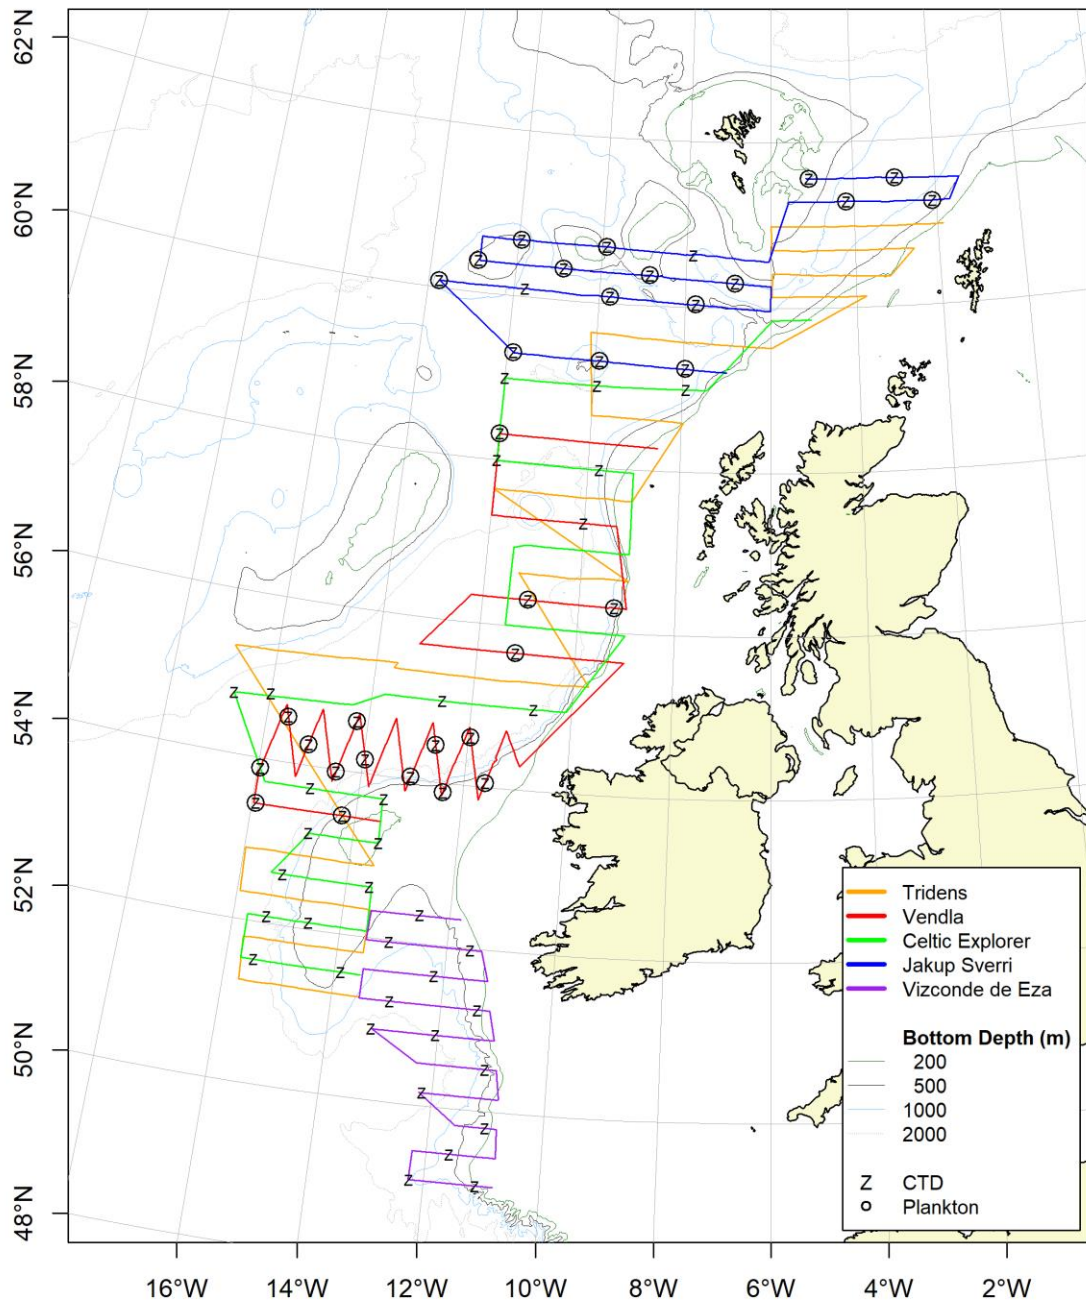 62°N
60°N
58°N
56°N
54°N
52°N
50°N
48°N
16°W 14°W 12°W 10°W 8°W 6°W 4°W 2°W
Tridens
Vendla
Celtic Explorer
Jakup Sverri
Vizconde de Eza
Bottom Depth (m)
200
500
1000
2000
Z CTD
Plankton